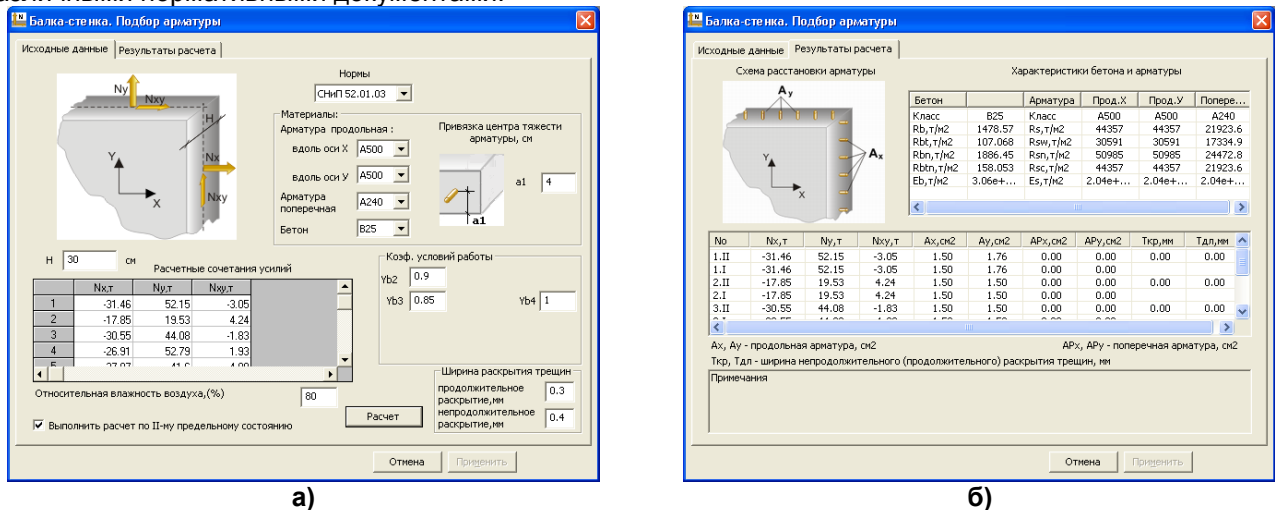 Балка-стенка. Подбор арматуры
Исходные данные Результаты расчета
Ny
Nxy
H
Nx
Nxy
Y
X
Нормы
СНиП 52.01.03
Материалы:
Арматура продольная :
вдоль оси X A500
вдоль оси У A500
Арматура поперечная A240
Бетон B25
Привязка центра тяжести
арматуры, см
a1 4
a1
H 30 см
Расчетные сочетания усилий
Nx,т Ny,т Nxy,т
1 -31.46 52.15 -3.05
2 -17.85 19.53 4.24
3 -30.55 44.08 -1.83
4 -26.91 52.79 1.93
Коэф. условий работы
Yb2 0.9
Yb3 0.85 Yb4 1
Относительная влажность воздуха,(%) 80
Выполнить расчет по II-му предельному состоянию
Расчет
Ширина раскрытия трещин
продолжительное
раскрытие,мм 0.3
непродолжительное
раскрытие,мм 0.4
Отмена Применить
а)
Балка-стенка. Подбор арматуры
Исходные данные Результаты расчета
Схема расстановки арматуры
Ay
Ax
Y
X
Характеристики бетона и арматуры
Бетон Арматура Прод.X Прод.У Попере...
Класс B25 Класс A500 A500 A240
Rb,т/м2 1478.57 Rs,т/м2 44357 44357 21923.6
Rbt,т/м2 107.068 Rsw,т/м2 30591 30591 17334.9
Rbn,т/м2 1886.45 Rsn,т/м2 50985 50985 24472.8
Rbtn,т/м2 158.053 Rsc,т/м2 44357 44357 21923.6
Eb,т/м2 3.06e+... Es,т/м2 2.04e+... 2.04e+... 2.04e+...
No Nx,т Ny,т Nxy,т Ax,см2 Ay,см2 APx,см2 APy,см2 Tкр,мм Tдл,мм
1.II -31.46 52.15 -3.05 1.50 1.76 0.00 0.00 0.00 0.00
1.I -31.46 52.15 -3.05 1.50 1.76 0.00 0.00
2.II -17.85 19.53 4.24 1.50 1.50 0.00 0.00 0.00 0.00
2.I -17.85 19.53 4.24 1.50 1.50 0.00 0.00
3.II -30.55 44.08 -1.83 1.50 1.50 0.00 0.00 0.00 0.00
Ax, Ay - продольная арматура, см2 APx, APy - поперечная арматура, см2
Tкр, Tдл - ширина непродолжительного (продолжительного) раскрытия трещин, мм
Примечания
Отмена Применить
б)